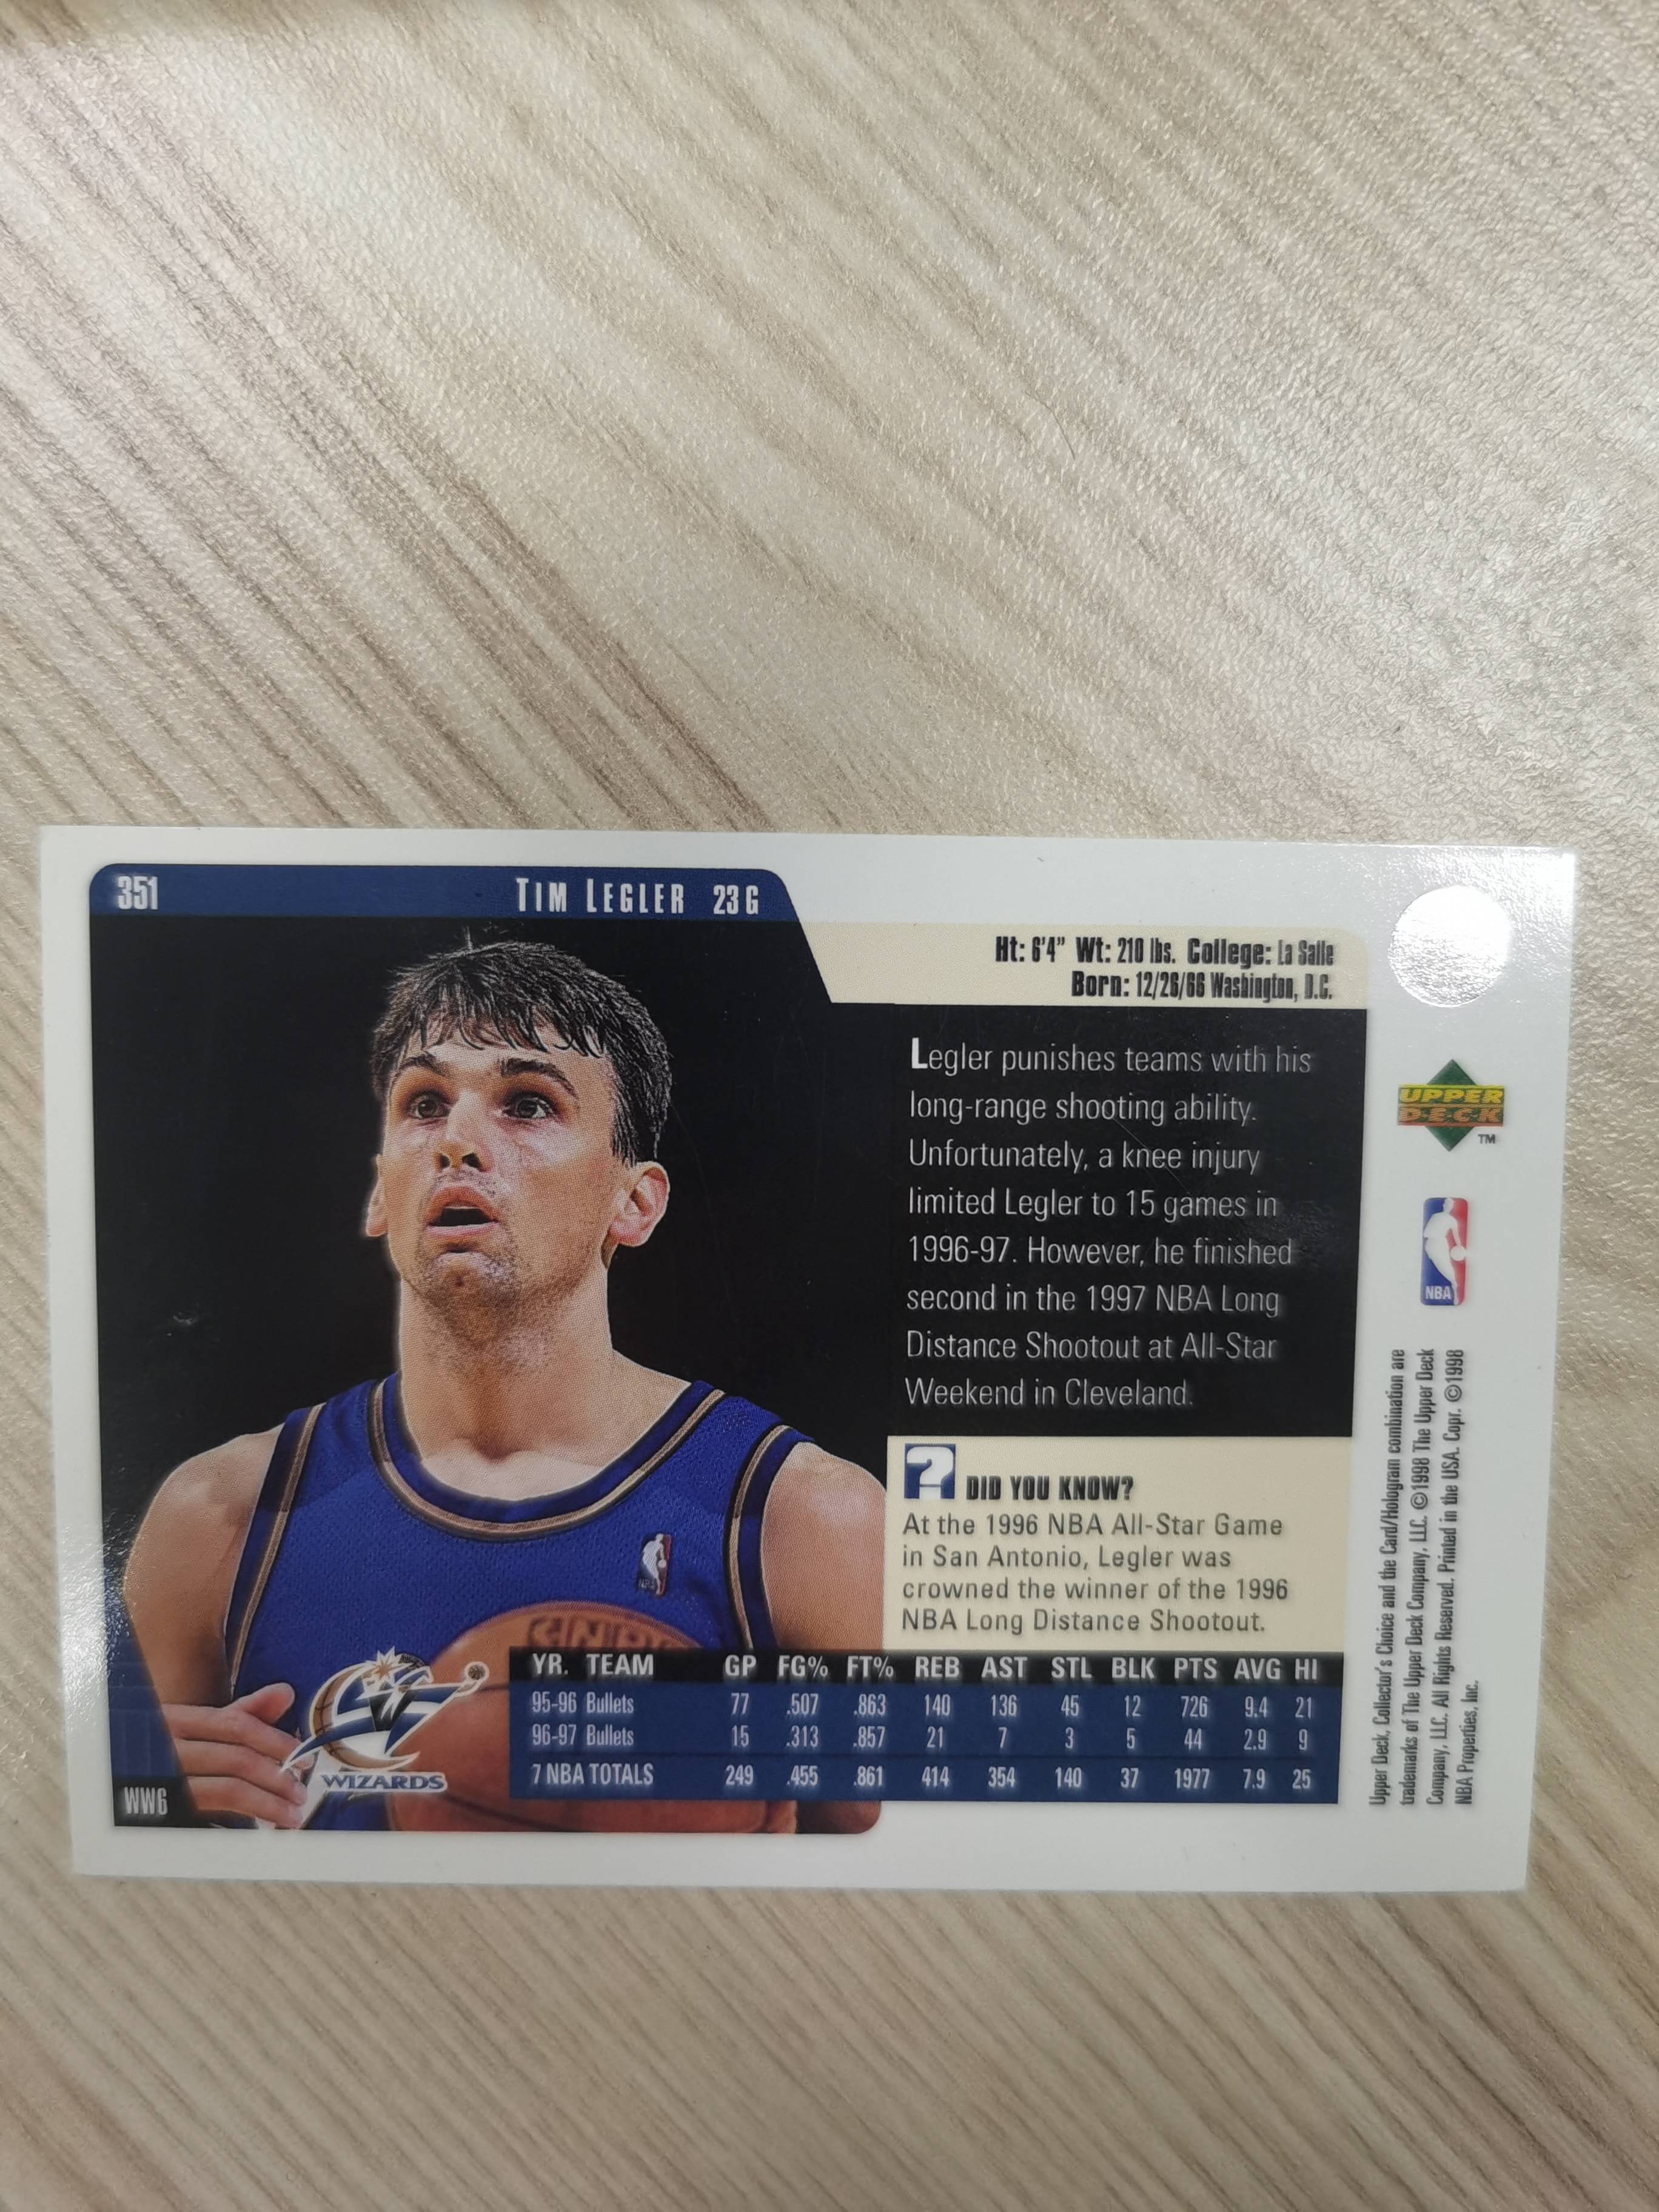 351 TIM LEGLER 23 G
Ht: 6'4" Wt: 210 lbs. College: La Salle
Born: 12/26/66 Washington, D.C.
Legler punishes teams with his
long-range shooting ability.
Unfortunately, a knee injury
limited Legler to 15 games in
1996-97. However, he finished
second in the 1997 NBA Long
Distance Shootout at All-Star
Weekend in Cleveland.
? DID YOU KNOW?
At the 1996 NBA All-Star Game
in San Antonio, Legler was
crowned the winner of the 1996
NBA Long Distance Shootout.
YR. TEAM GP FG% FT% REB AST STL BLK PTS AVG HI
95-96 Bullets 77 .507 .863 140 136 45 12 726 9.4 21
96-97 Bullets 15 .313 .857 21 7 3 5 44 2.9 9
7 NBA TOTALS 249 .455 .861 414 354 140 37 1977 7.9 25
WIZARDS
WW6
NBA
UPPER
DECK
TM
NBA
Upper Deck, Collector's Choice and the Card/Hologram combination are
trademarks of The Upper Deck Company, LLC. ©1998 The Upper Deck
Company, LLC. All Rights Reserved. Printed in the USA. Copr. ©1998
NBA Properties, Inc.